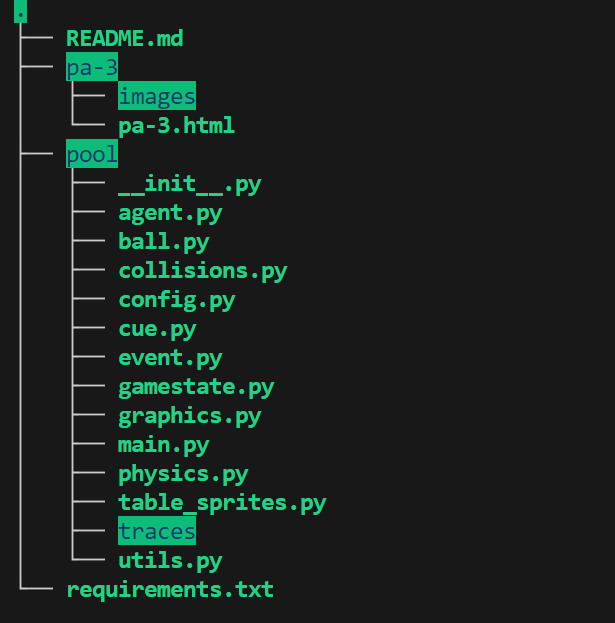 .
README.md
pa-3
images
pa-3.html
pool
__init__.py
agent.py
ball.py
collisions.py
config.py
cue.py
event.py
gamestate.py
graphics.py
main.py
physics.py
table_sprites.py
traces
utils.py
requirements.txt